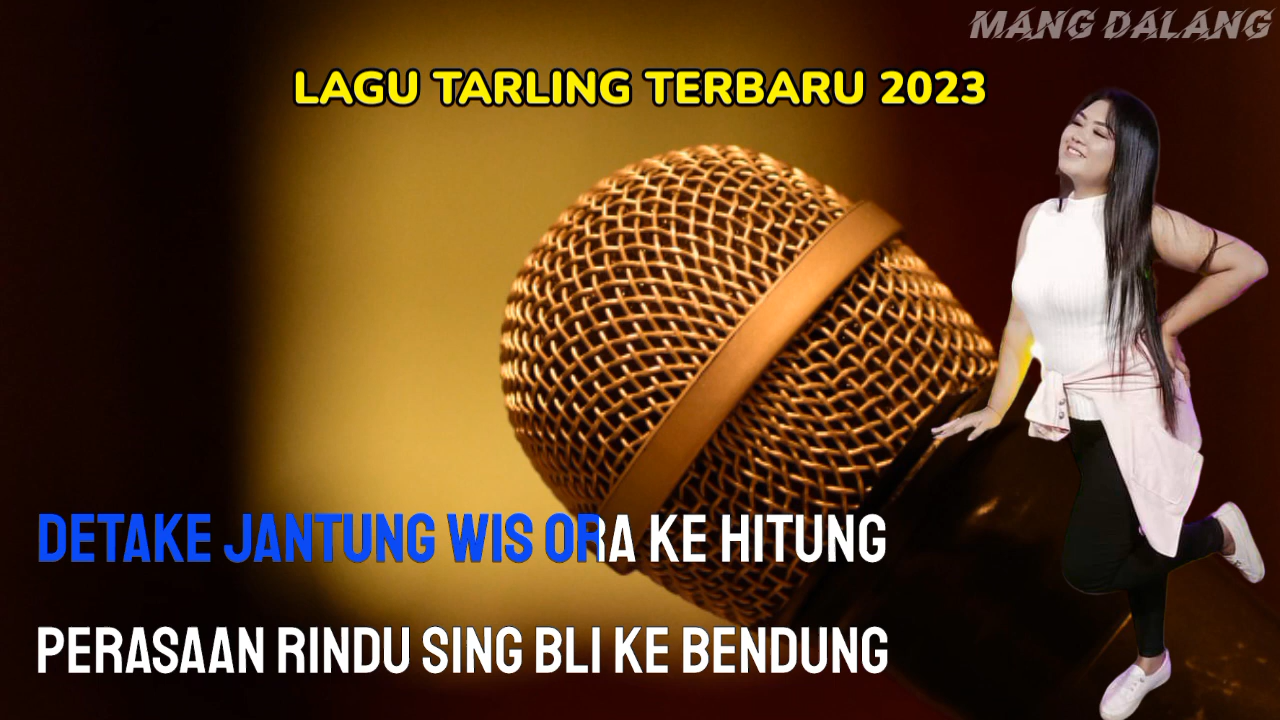 MANG DALANG
LAGU TARLING TERBARU 2023
DETAKE JANTUNG WIS ORA KE HITUNG
PERASAAN RINDU SING BLI KE BENDUNG